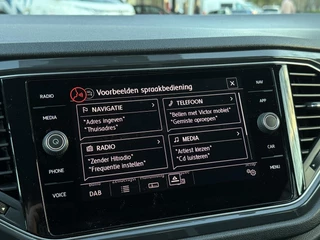 Voorbeelden spraakbediening
RADIO
NAV
MEDIA
APP
PHONE
CAR
VOICE
MENU
NAVIGATIE
"Adres ingeven"
"Thuisadres"
TELEFOON
"Bellen met Victor mobiel"
"Gemiste oproepen"
RADIO
"Zender Hitradio"
"Frequentie instellen"
MEDIA
"Artiest kiezen"
"Cd luisteren"
DAB